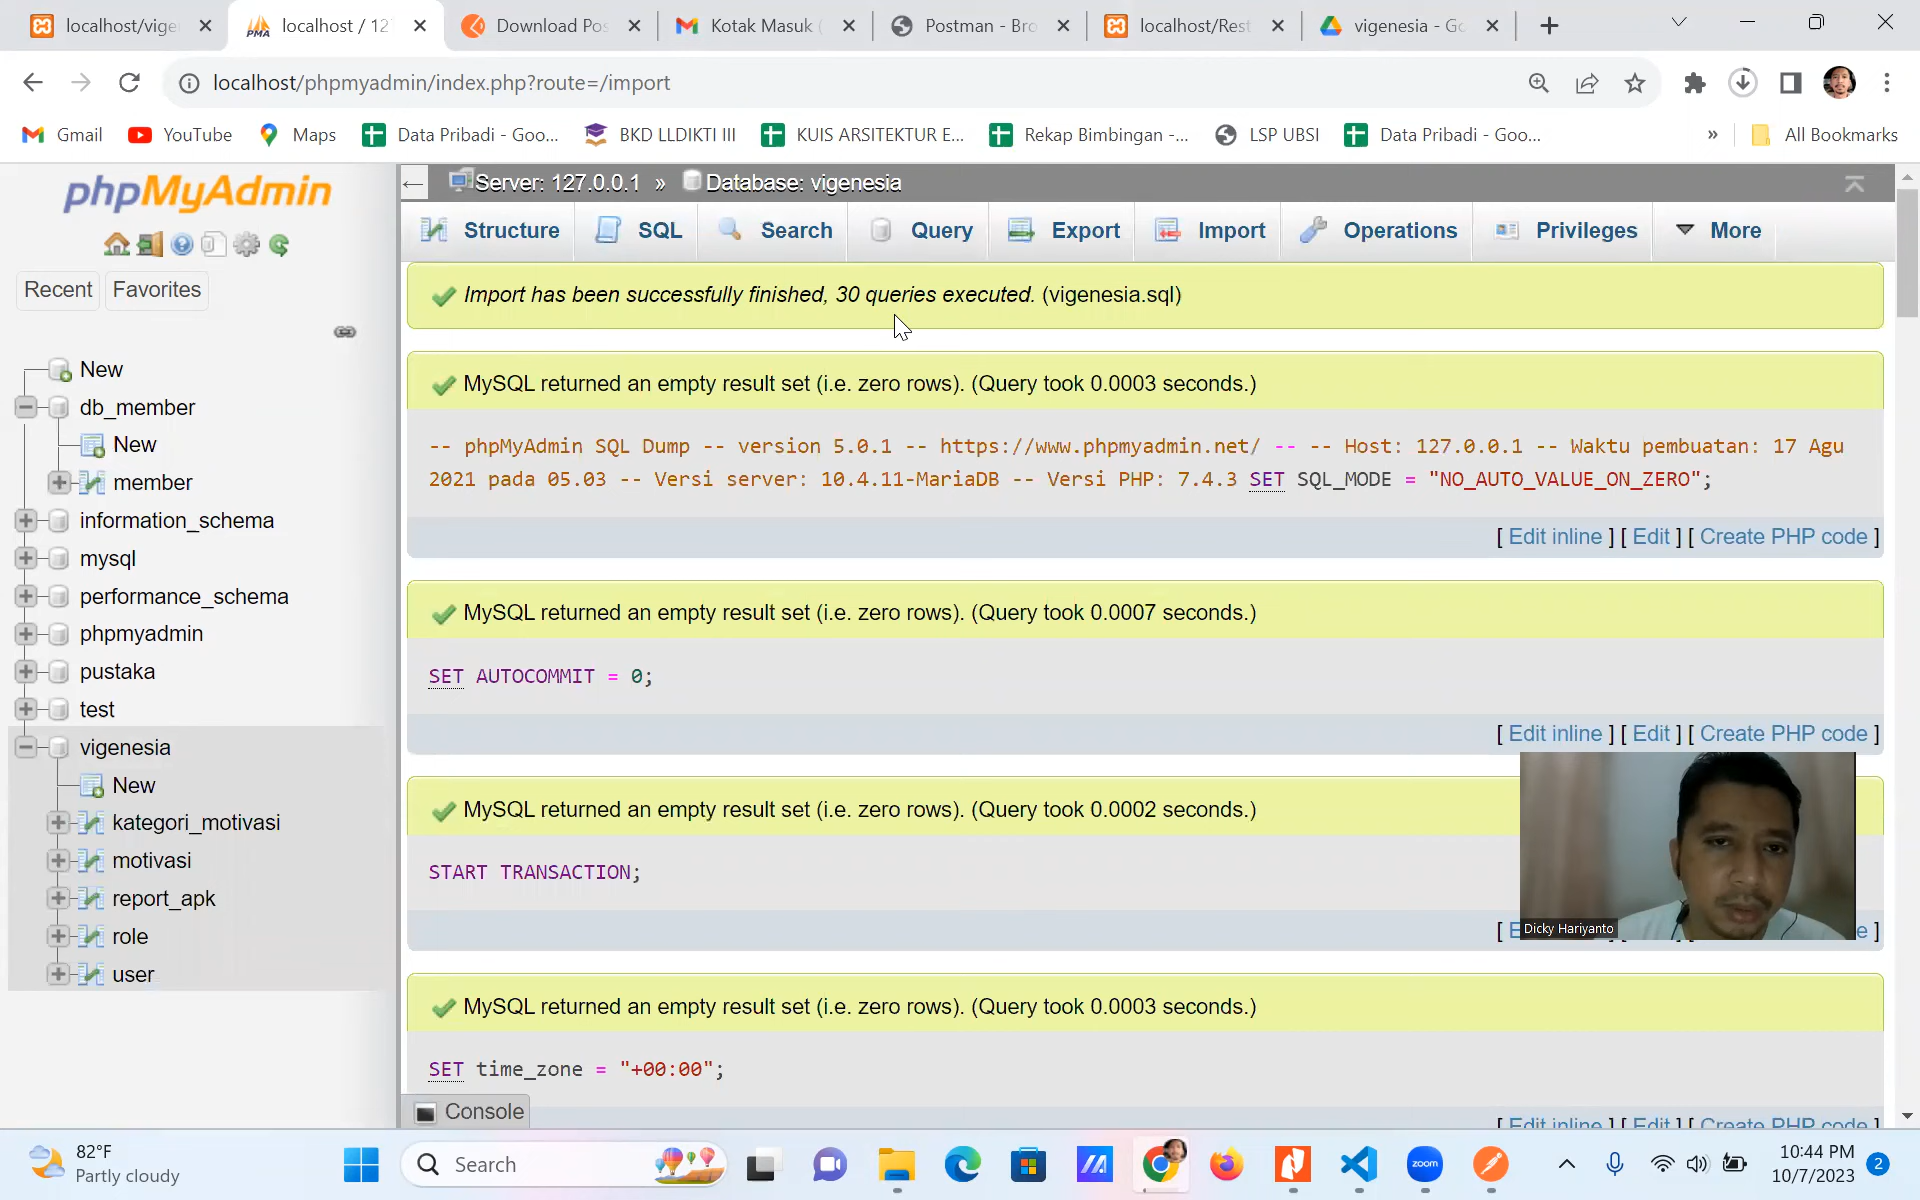 localhost/vige
localhost / 12
Download Pos
Kotak Masuk (
Postman - Bro
localhost/Rest
vigenesia - Go
localhost/phpmyadmin/index.php?route=/import
Gmail
YouTube
Maps
Data Pribadi - Goo...
BKD LLDIKTI III
KUIS ARSITEKTUR E...
Rekap Bimbingan -...
LSP UBSI
Data Pribadi - Goo...
»
All Bookmarks
phpMyAdmin
Recent
Favorites
New
db_member
New
member
information_schema
mysql
performance_schema
phpmyadmin
pustaka
test
vigenesia
New
kategori_motivasi
motivasi
report_apk
role
user
Server: 127.0.0.1 » Database: vigenesia
Structure
SQL
Search
Query
Export
Import
Operations
Privileges
More
Import has been successfully finished, 30 queries executed. (vigenesia.sql)
MySQL returned an empty result set (i.e. zero rows). (Query took 0.0003 seconds.)
-- phpMyAdmin SQL Dump -- version 5.0.1 -- https://www.phpmyadmin.net/ -- -- Host: 127.0.0.1 -- Waktu pembuatan: 17 Agu
2021 pada 05.03 -- Versi server: 10.4.11-MariaDB -- Versi PHP: 7.4.3 SET SQL_MODE = "NO_AUTO_VALUE_ON_ZERO";
[ Edit inline ] [ Edit ] [ Create PHP code ]
MySQL returned an empty result set (i.e. zero rows). (Query took 0.0007 seconds.)
SET AUTOCOMMIT = 0;
[ Edit inline ] [ Edit ] [ Create PHP code ]
MySQL returned an empty result set (i.e. zero rows). (Query took 0.0002 seconds.)
START TRANSACTION;
[ E
e ]
Dicky Hariyanto
MySQL returned an empty result set (i.e. zero rows). (Query took 0.0003 seconds.)
SET time_zone = "+00:00";
[ Edit inline ] [ Edit ] [ Create PHP code ]
Console
82°F
Partly cloudy
Search
zoom
10:44 PM
10/7/2023
2